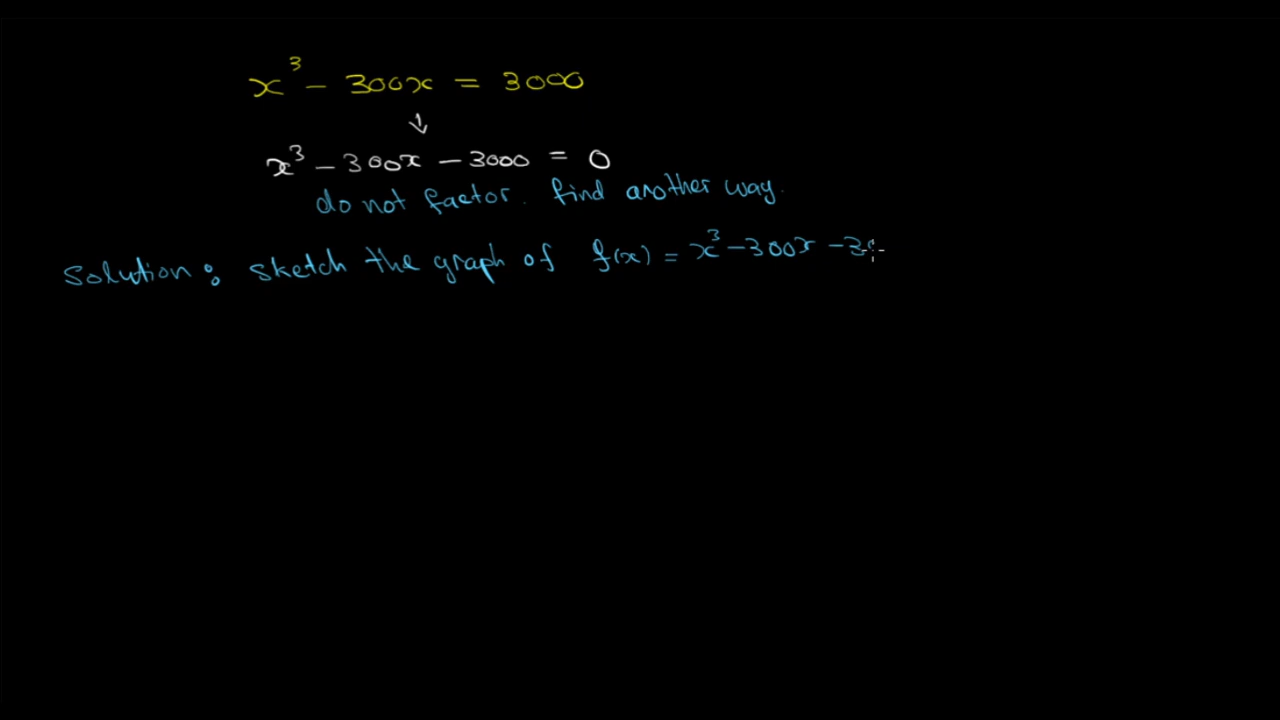 x³ - 300x = 3000
↓
x³ - 300x - 3000 = 0
do not factor. find another way.
Solution: sketch the graph of f(x) = x³ - 300x - 30